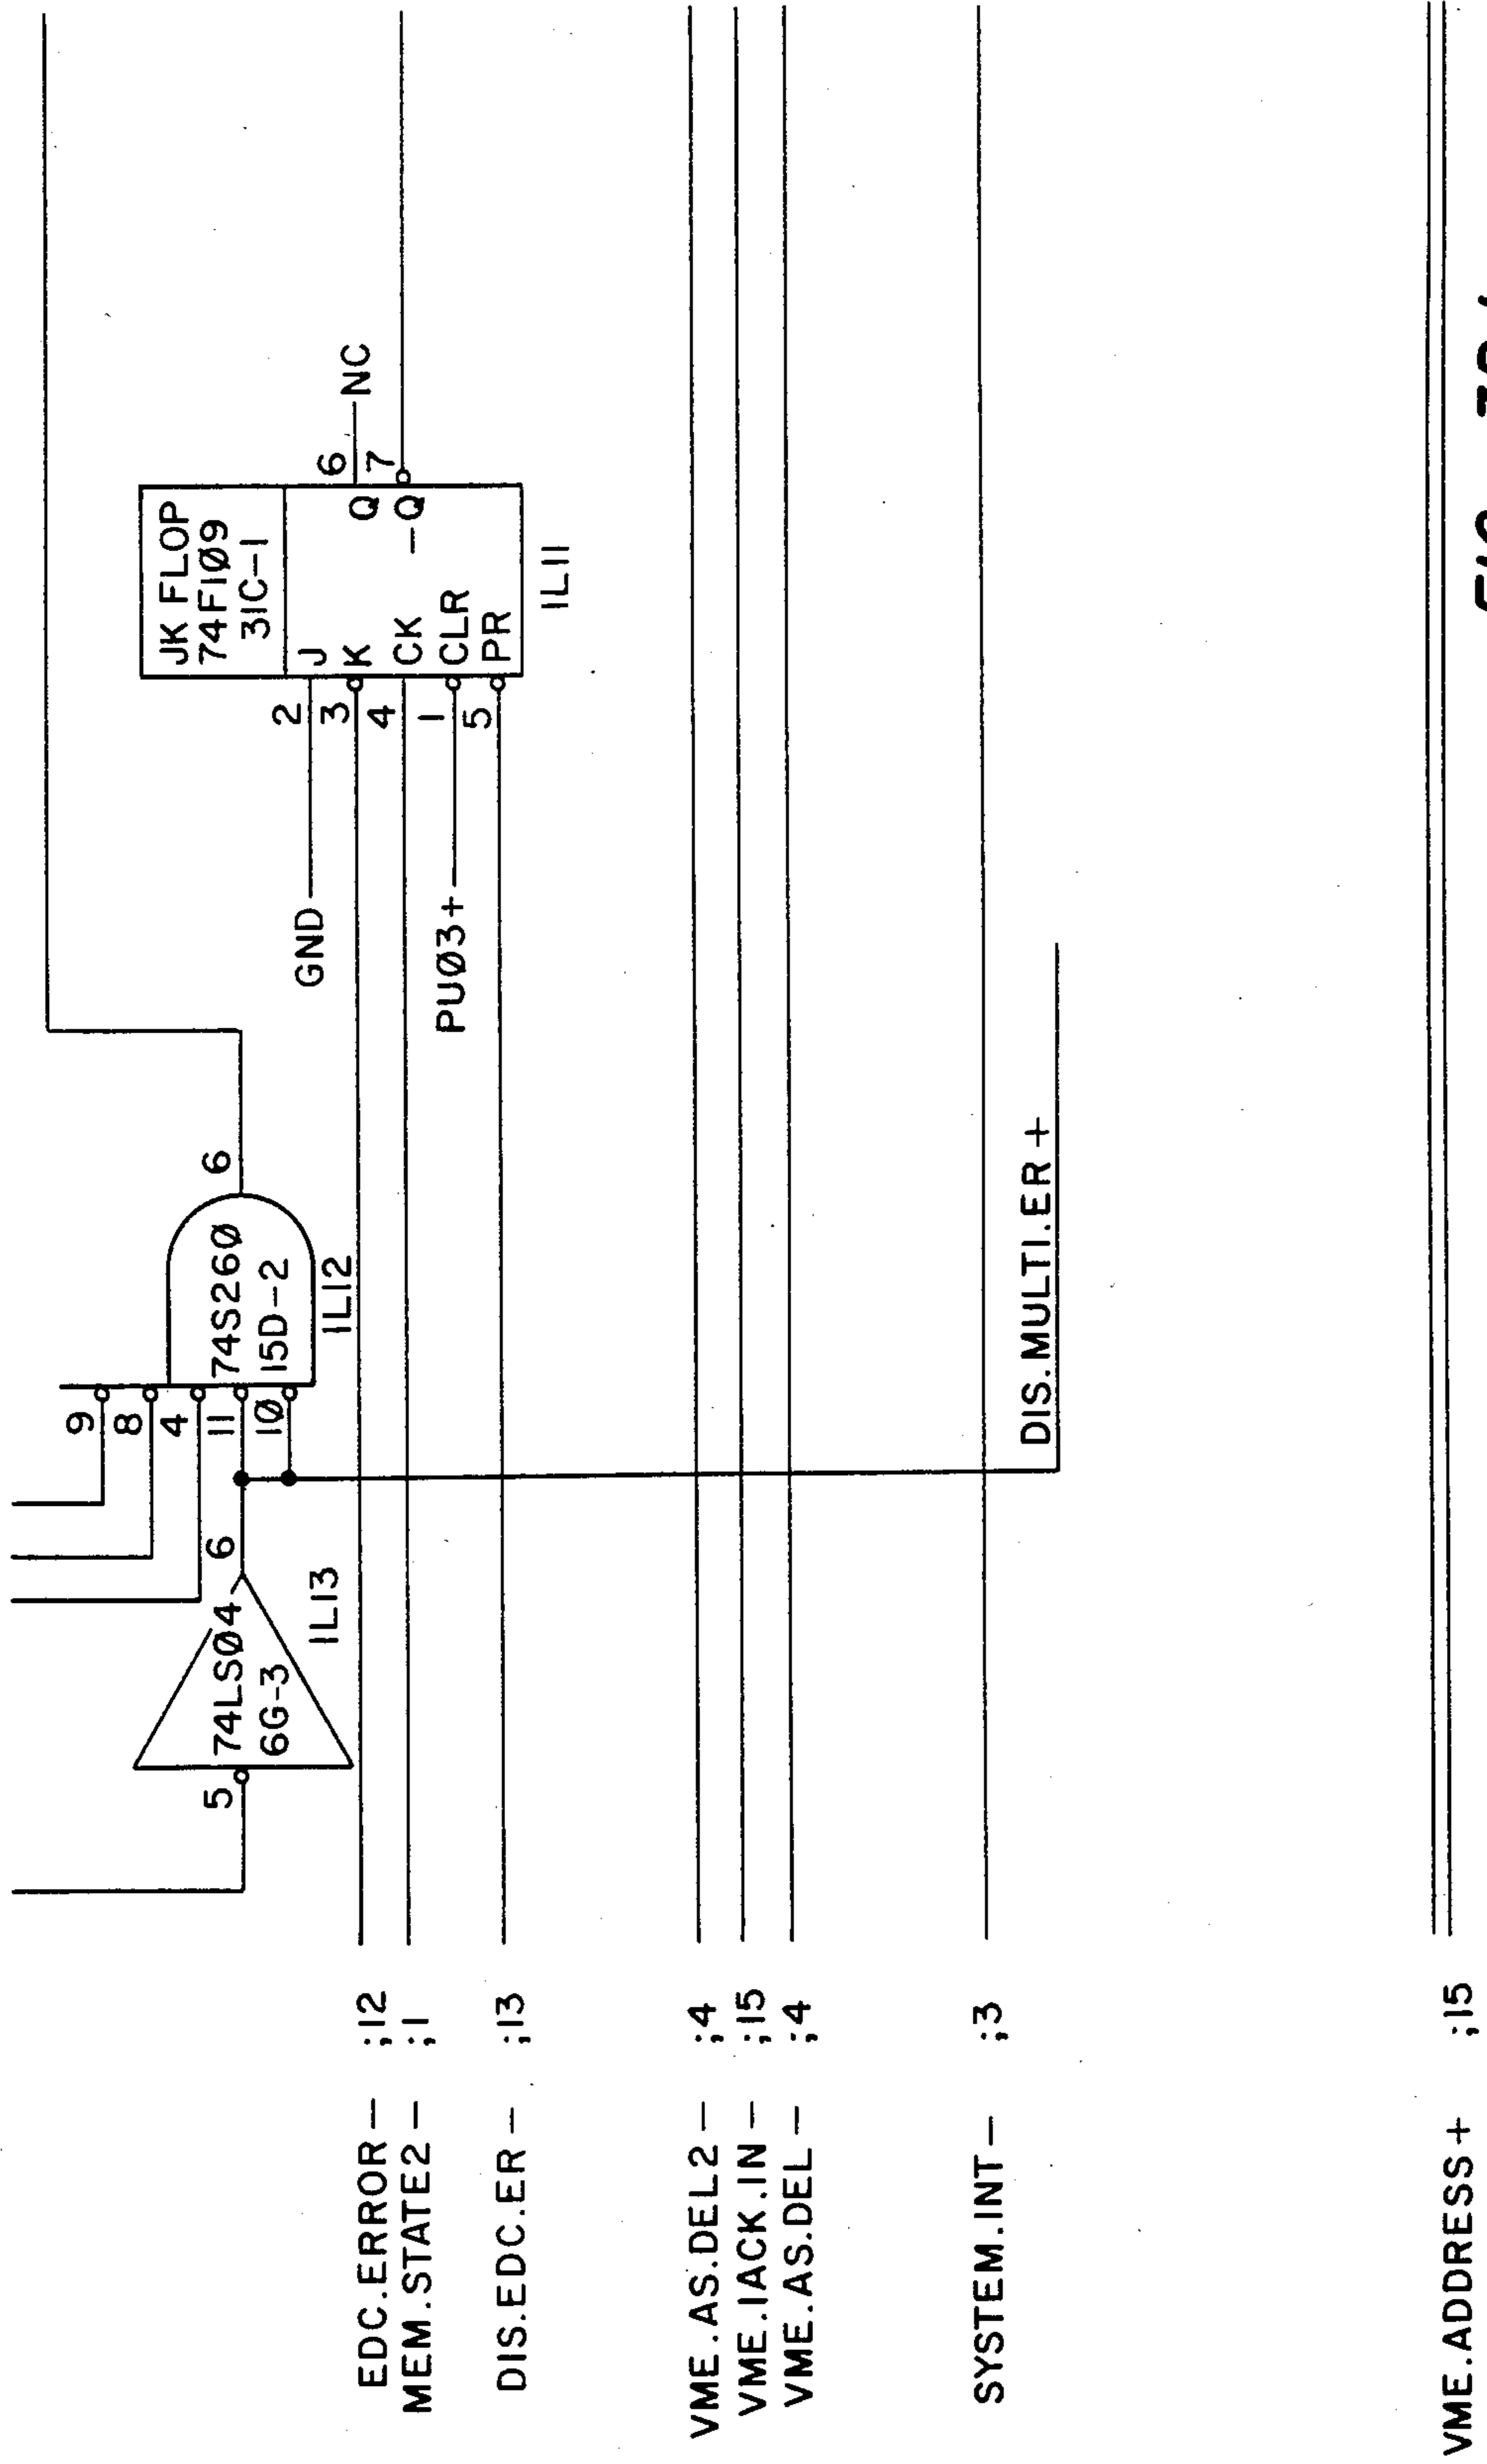 9
8
4
11
10
74S260
15D-2
1L12
6
5
74LS04
6G-3
1L13
6
JK FLOP
74F109
31C-1
J
K
CK
CLR
PR
Q
-Q
2
3
4
1
5
6
7
NC
1L11
GND
PU03+
EDC.ERROR- ;12
MEM.STATE2- ;1
DIS.EDC.ER- ;13
VME.AS.DEL2- ;4
VME.IACK.IN- ;15
VME.AS.DEL- ;4
SYSTEM.INT- ;3
DIS.MULTI.ER+
VME.ADDRESS+ ;15